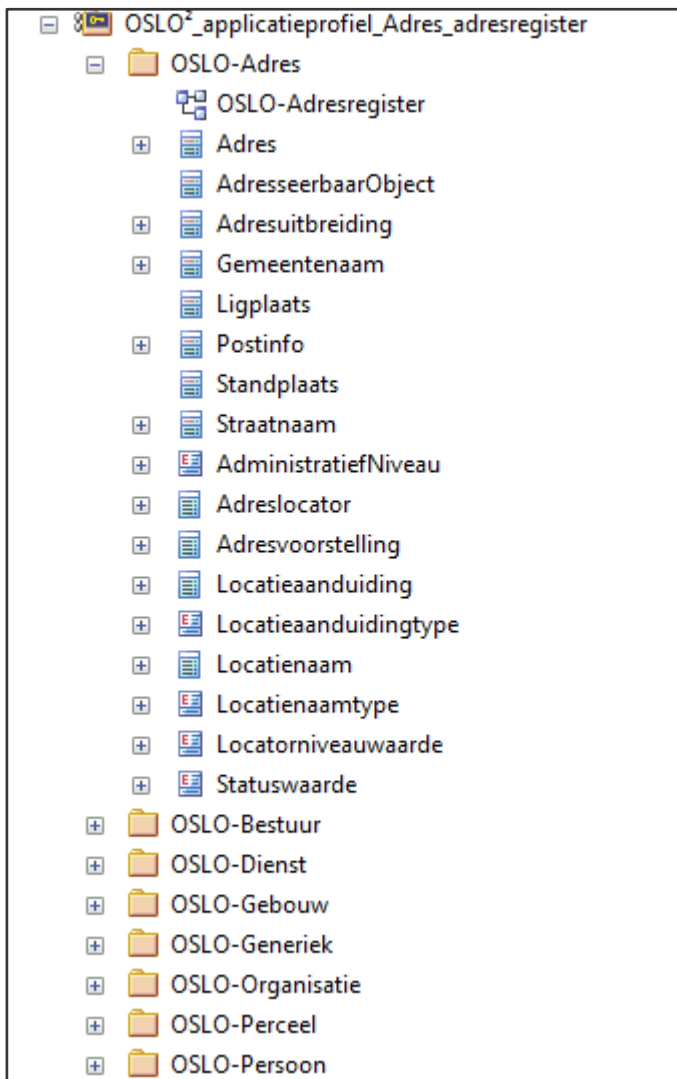 OSLO²_applicatieprofiel_Adres_adresregister
OSLO-Adres
OSLO-Adresregister
Adres
AdresseerbaarObject
Adresuitbreiding
Gemeentenaam
Ligplaats
Postinfo
Standplaats
Straatnaam
AdministratiefNiveau
Adreslocator
Adresvoorstelling
Locatieaanduiding
Locatieaanduidingtype
Locatienaam
Locatienaamtype
Locatorniveauwaarde
Statuswaarde
OSLO-Bestuur
OSLO-Dienst
OSLO-Gebouw
OSLO-Generiek
OSLO-Organisatie
OSLO-Perceel
OSLO-Persoon